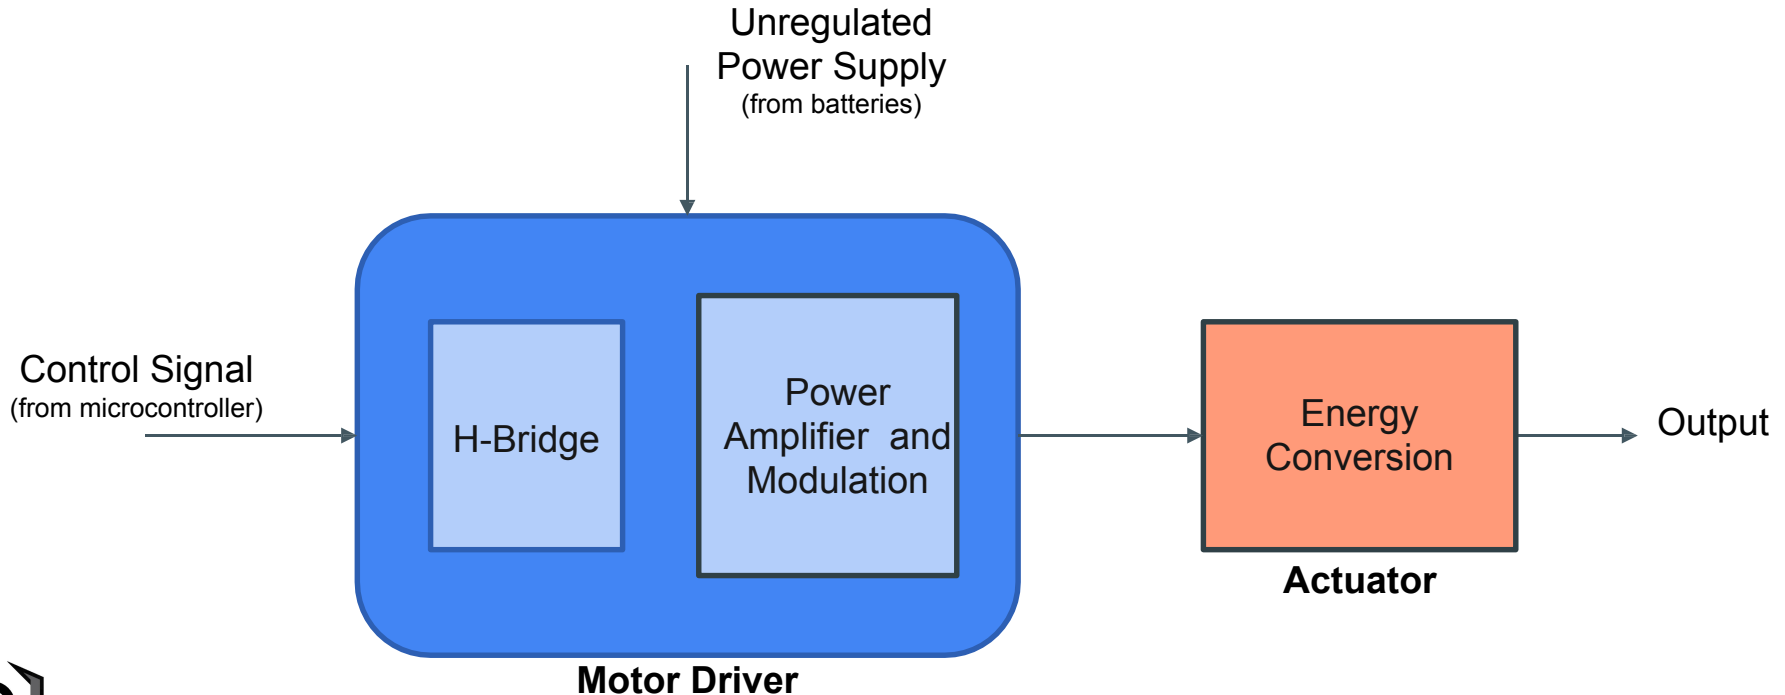 Unregulated
Power Supply
(from batteries)
Control Signal
(from microcontroller)
H-Bridge
Power
Amplifier and
Modulation
Energy
Conversion
Output
Actuator
Motor Driver